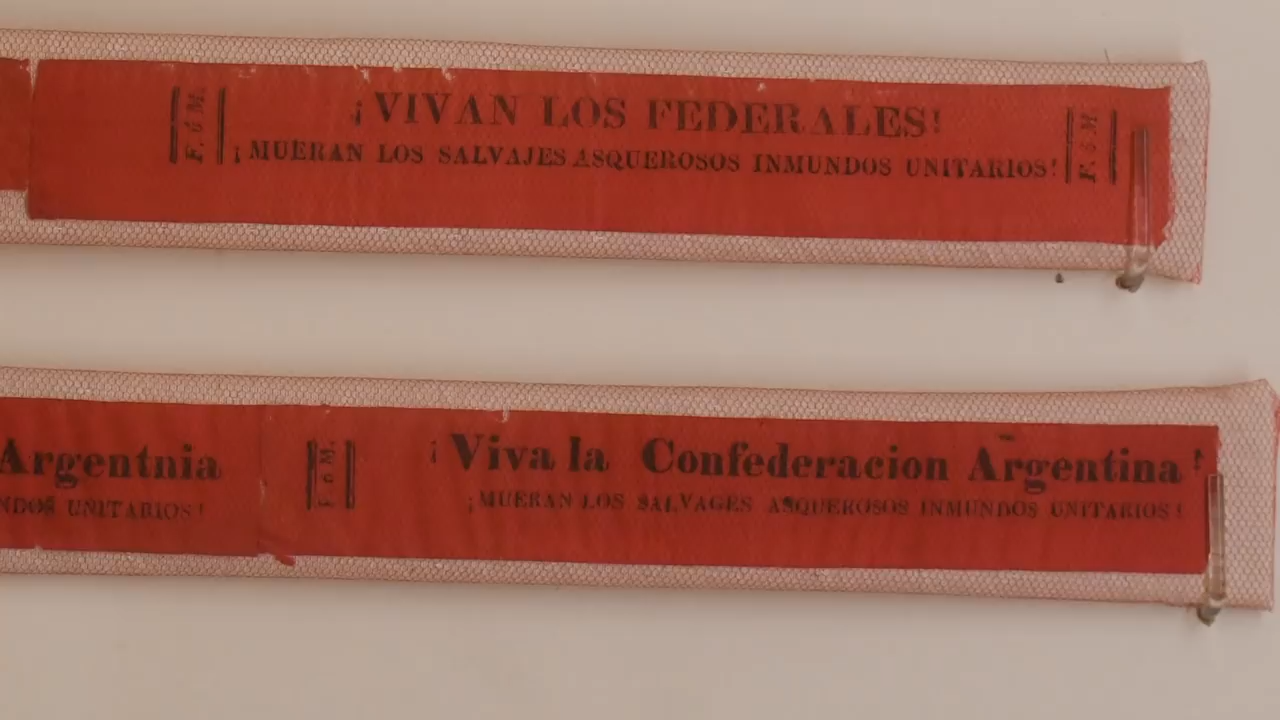 F. ó M.
¡VIVAN LOS FEDERALES!
¡MUERAN LOS SALVAJES ASQUEROSOS INMUNDOS UNITARIOS!
F. ó M.
Argentnia
NDOS UNITARIOS!
F. ó M.
¡Viva la Confederacion Argentina!
¡MUERAN LOS SALVAGES ASQUEROSOS INMUNDOS UNITARIOS!